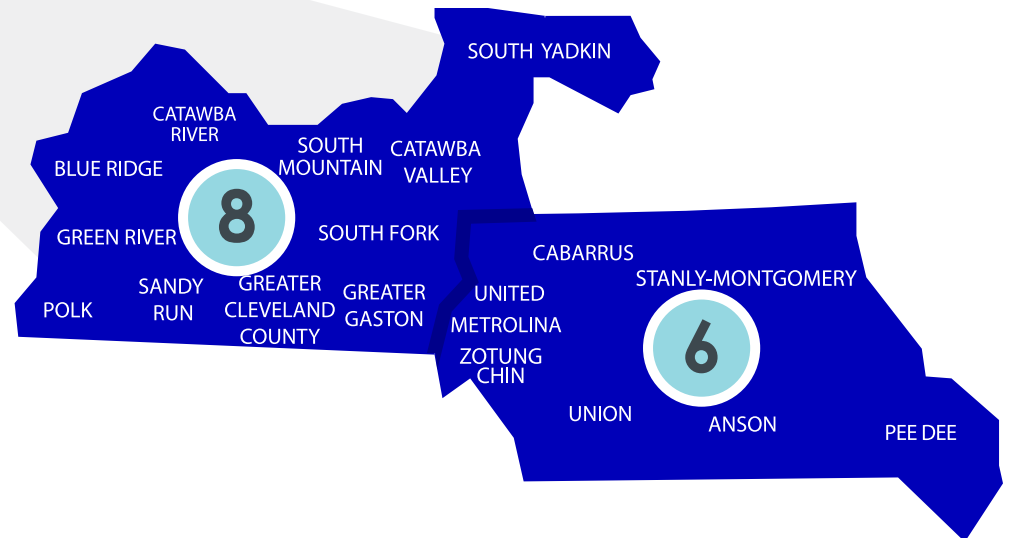 SOUTH YADKIN
CATAWBA
RIVER
SOUTH
MOUNTAIN
CATAWBA
VALLEY
BLUE RIDGE
8
GREEN RIVER
SOUTH FORK
SANDY
RUN
GREATER
CLEVELAND
COUNTY
GREATER
GASTON
POLK
CABARRUS
STANLY-MONTGOMERY
UNITED
METROLINA
ZOTUNG
CHIN
6
UNION
ANSON
PEE DEE